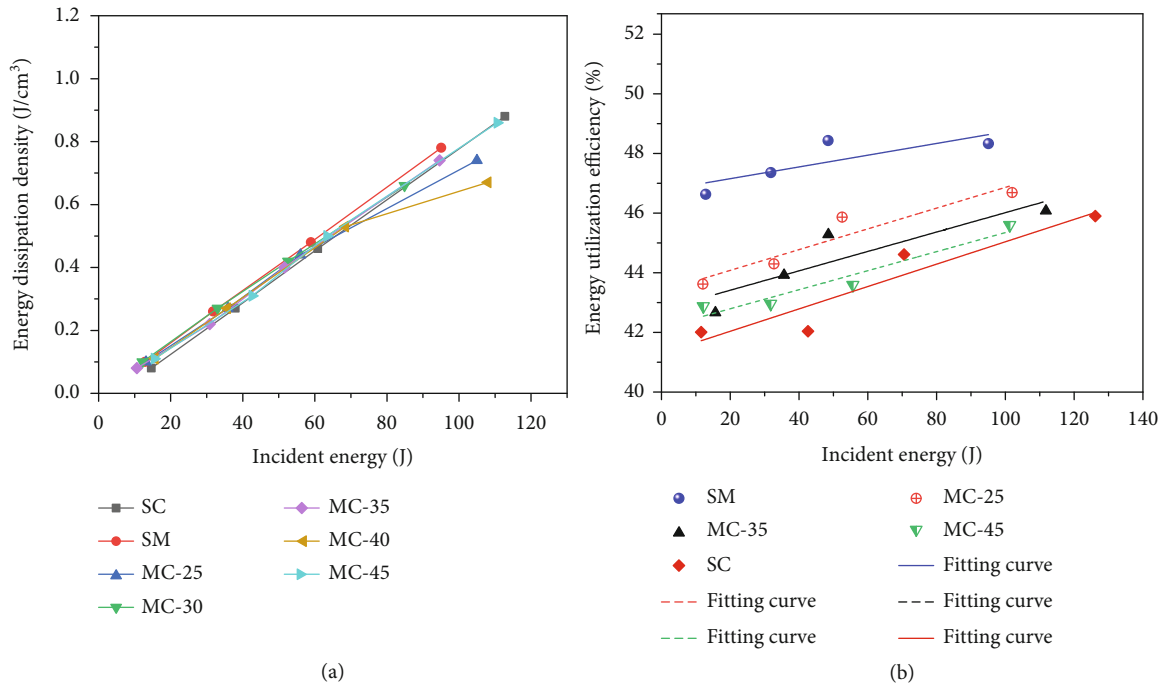 1.2
1.0
0.8
0.6
0.4
0.2
0.0
Energy dissipation density (J/cm³)
0 20 40 60 80 100 120
Incident energy (J)
SC
SM
MC-25
MC-30
MC-35
MC-40
MC-45
(a)
52
50
48
46
44
42
40
Energy utilization efficiency (%)
0 20 40 60 80 100 120 140
Incident energy (J)
SM
MC-35
SC
Fitting curve
Fitting curve
MC-25
MC-45
Fitting curve
Fitting curve
Fitting curve
(b)